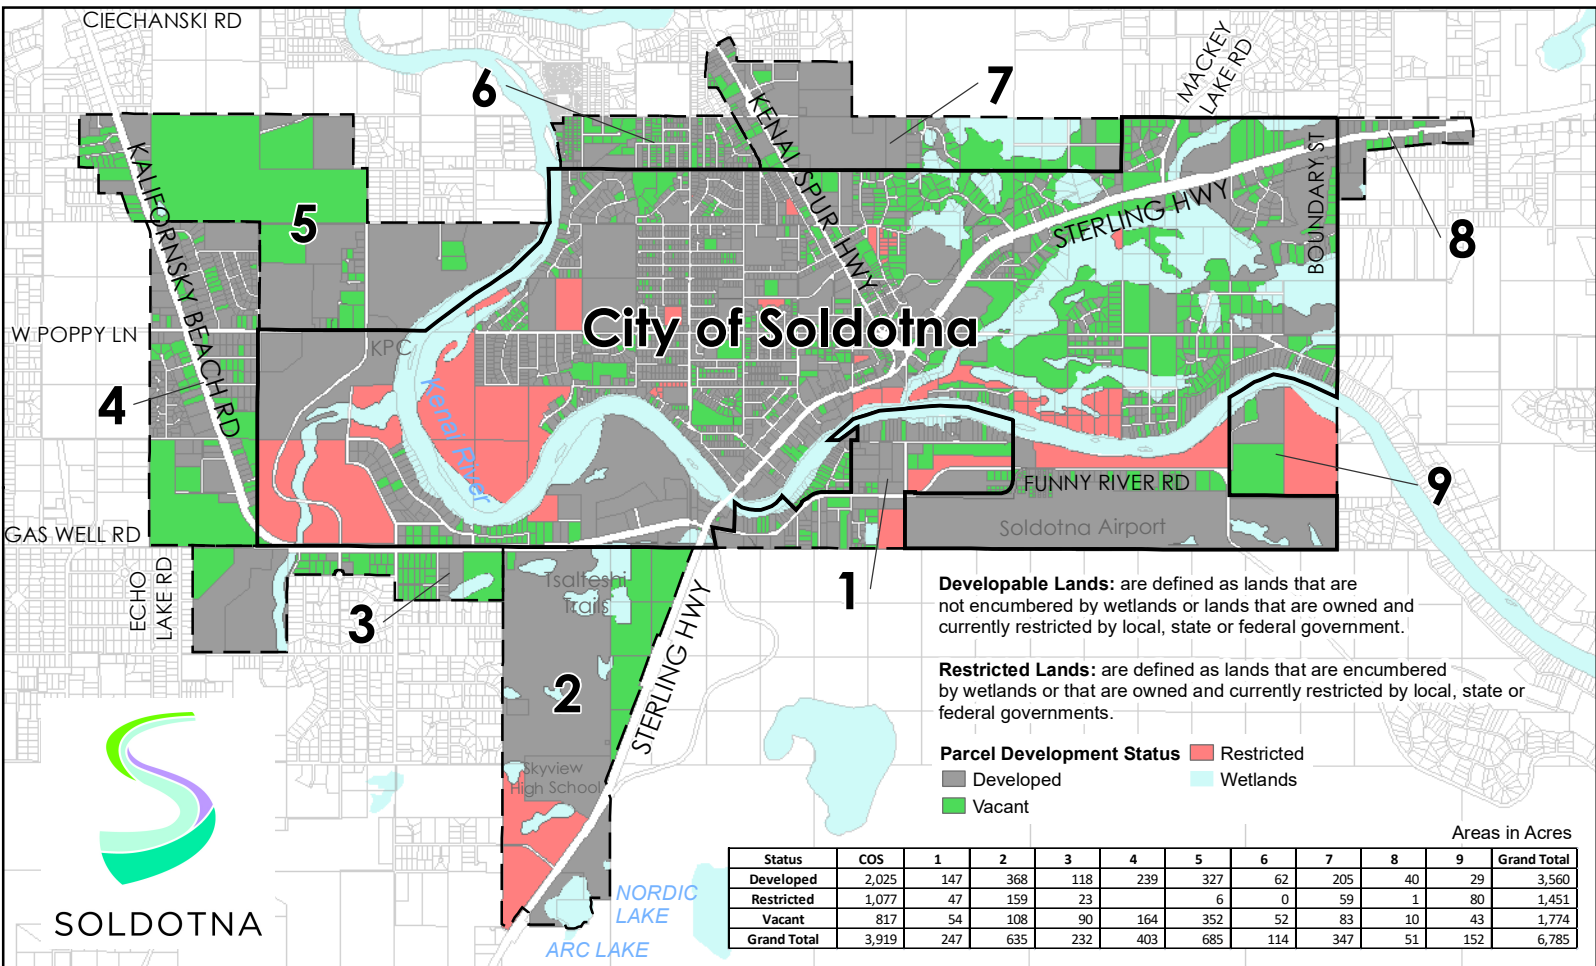 CIECHANSKI RD
MACKEY
LAKE RD
6
7
KENAI SPUR HWY
BOUNDARY ST
KALIFORNSKY BEACH RD
5
STERLING HWY
8
City of Soldotna
W POPPY LN
KPC
4
Kenai River
9
FUNNY RIVER RD
GAS WELL RD
Soldotna Airport
ECHO
LAKE RD
3
Tsalteshi
Trails
1
2
STERLING HWY
Skyview
High School
NORDIC
LAKE
ARC LAKE
SOLDOTNA
Developable Lands: are defined as lands that are
not encumbered by wetlands or lands that are owned and
currently restricted by local, state or federal government.
Restricted Lands: are defined as lands that are encumbered
by wetlands or that are owned and currently restricted by local, state or
federal governments.
Parcel Development Status
Restricted
Developed
Wetlands
Vacant
Areas in Acres
Status COS 1 2 3 4 5 6 7 8 9 Grand Total
Developed 2,025 147 368 118 239 327 62 205 40 29 3,560
Restricted 1,077 47 159 23 6 0 59 1 80 1,451
Vacant 817 54 108 90 164 352 52 83 10 43 1,774
Grand Total 3,919 247 635 232 403 685 114 347 51 152 6,785